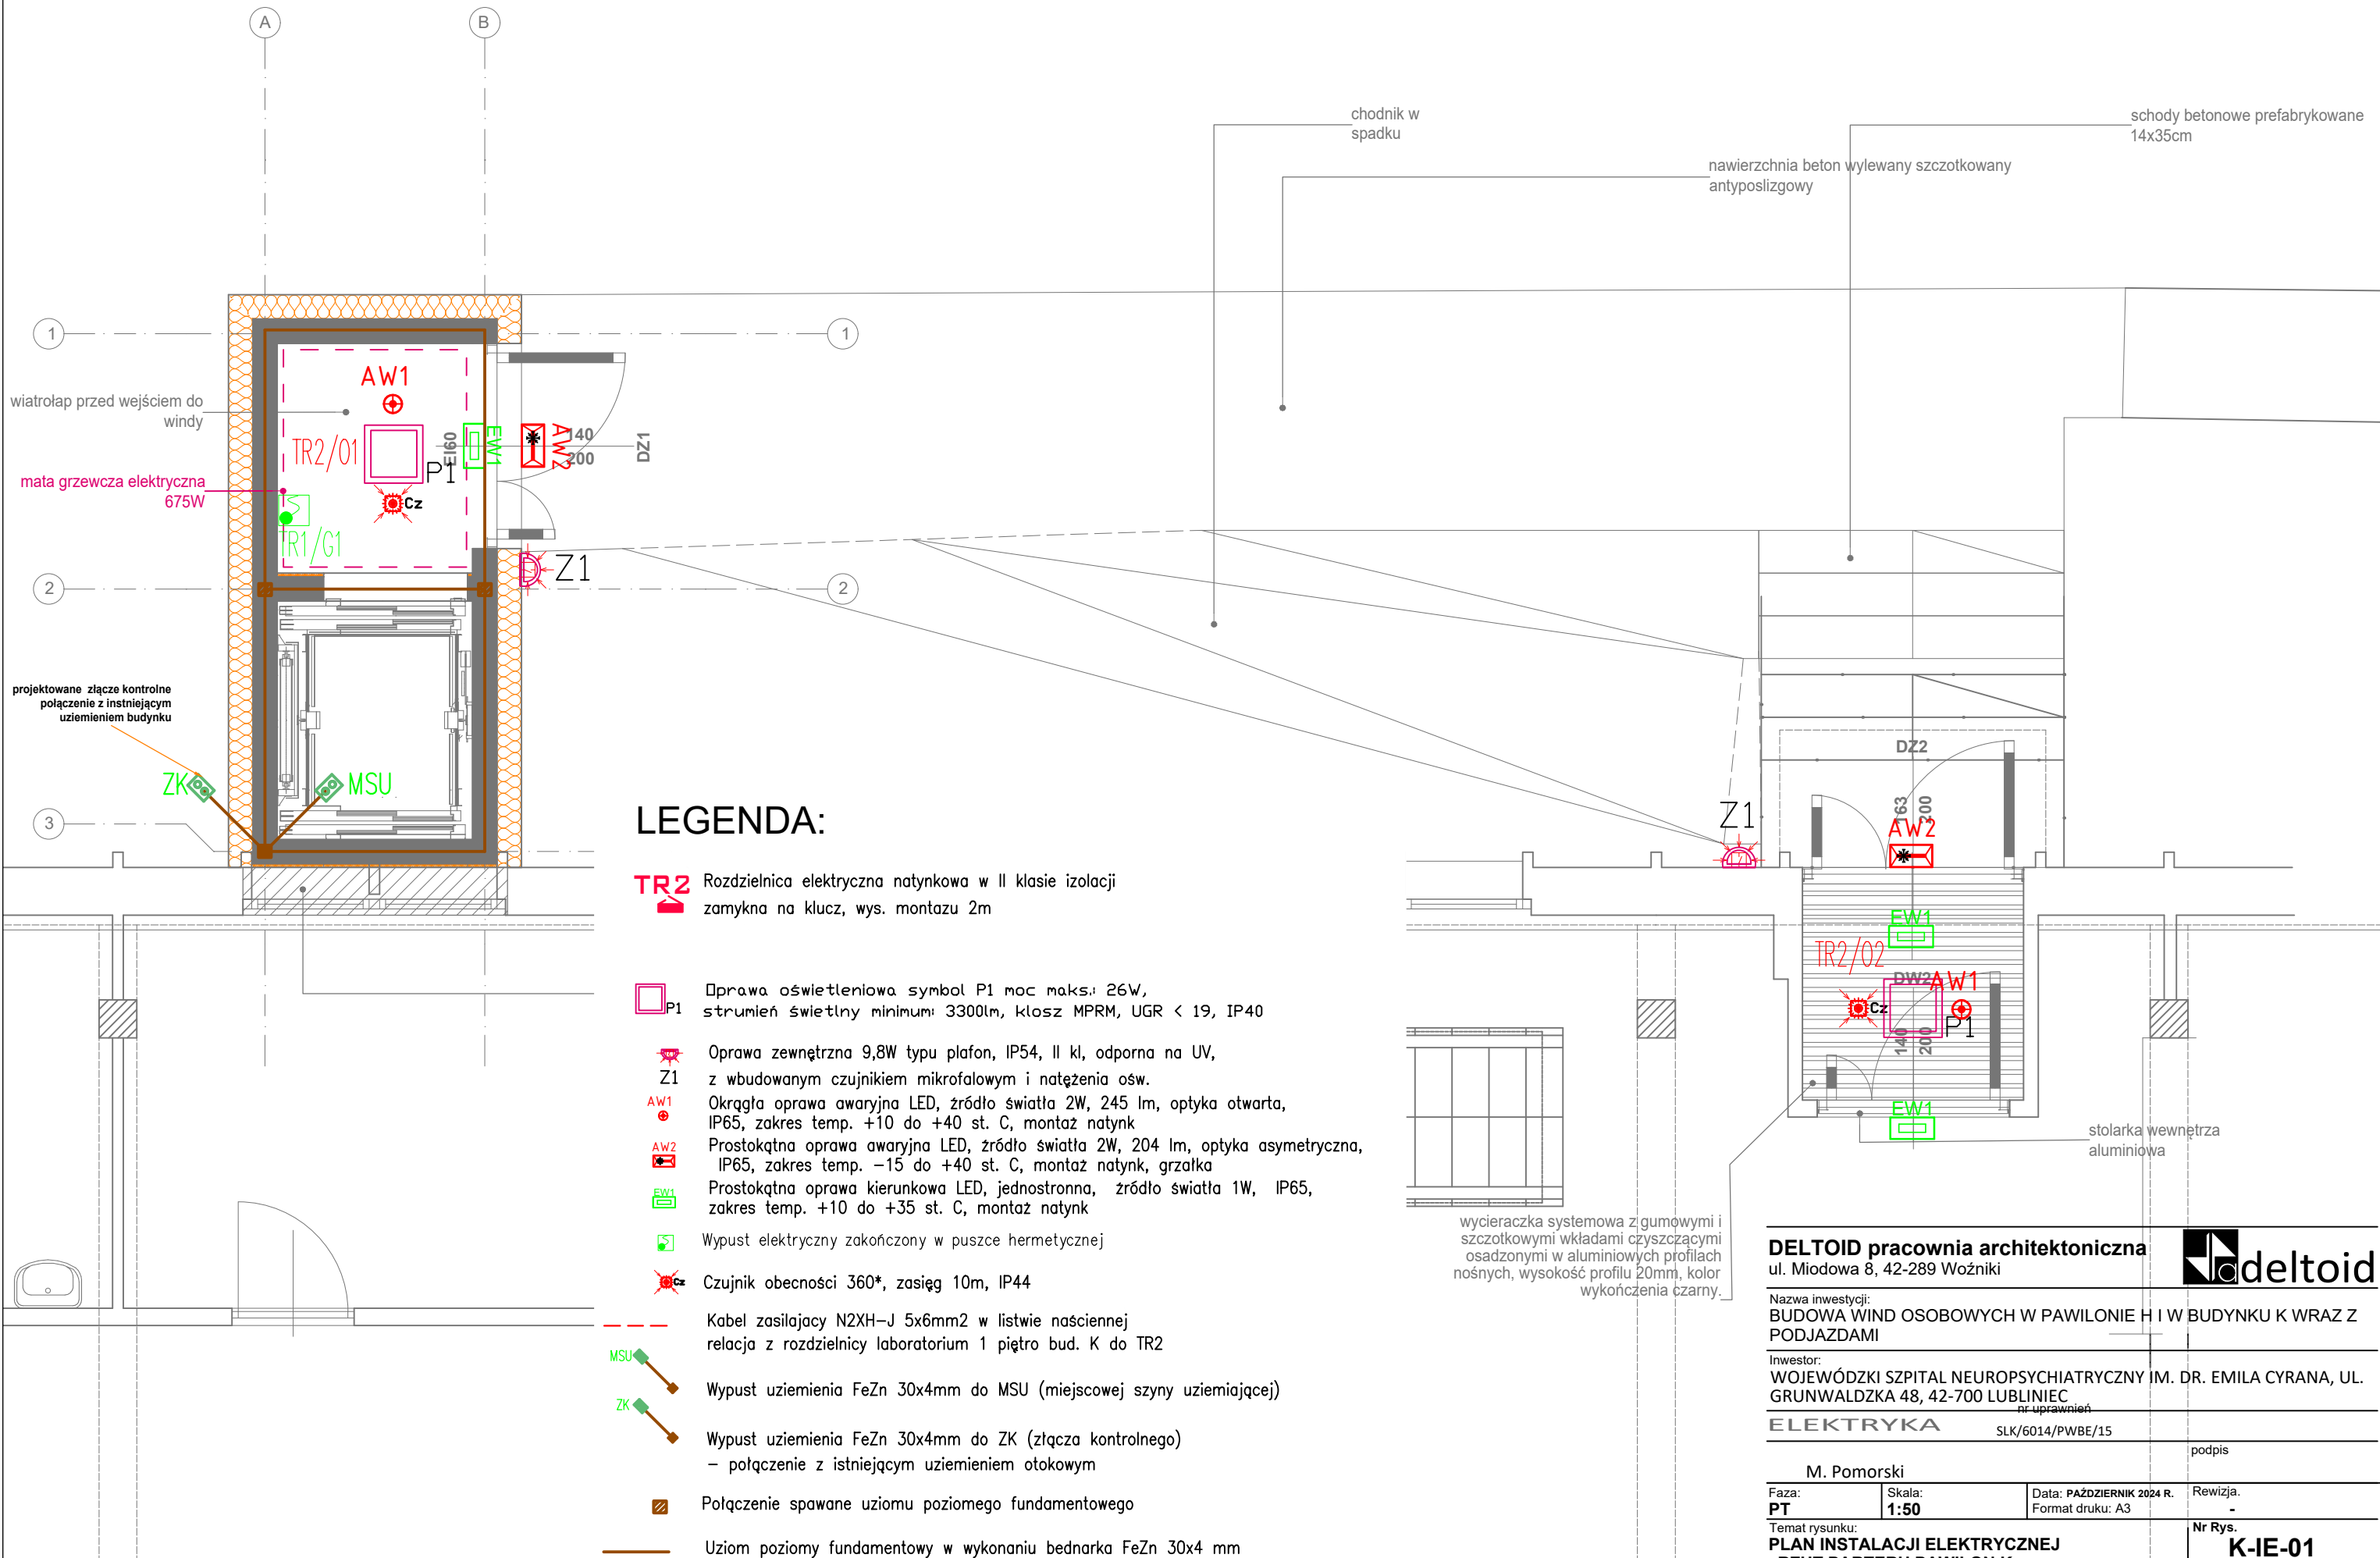 A
B
chodnik w
spadku
schody betonowe prefabrykowane
14x35cm
nawierzchnia beton wylewany szczotkowany
antyposlizgowy
1
1
wiatrołap przed wejściem do
windy
AW1
TR2/01
P1
EI60
EW1
AW2
140
200
DZ1
mata grzewcza elektryczna
675W
Cz
TR1/G1
Z1
2
2
projektowane złącze kontrolne
połączenie z instniejącym
uziemieniem budynku
ZK
MSU
3
DZ2
163
200
Z1
AW2
EW1
TR2/02
DW2
AW1
Cz
P1
140
200
EW1
stolarka wewnętrza
aluminiowa
wycieraczka systemowa z gumowymi i
szczotkowymi wkładami czyszczącymi
osadzonymi w aluminiowych profilach
nośnych, wysokość profilu 20mm, kolor
wykończenia czarny.
LEGENDA:
TR2 Rozdzielnica elektryczna natynkowa w II klasie izolacji
zamykna na klucz, wys. montazu 2m
P1 Oprawa oświetleniowa symbol P1 moc maks.: 26W,
strumień świetlny minimum: 3300lm, klosz MPRM, UGR < 19, IP40
Oprawa zewnętrzna 9,8W typu plafon, IP54, II kl, odporna na UV,
Z1 z wbudowanym czujnikiem mikrofalowym i natężenia ośw.
AW1 Okrągła oprawa awaryjna LED, źródło światła 2W, 245 lm, optyka otwarta,
IP65, zakres temp. +10 do +40 st. C, montaż natynk
AW2 Prostokątna oprawa awaryjna LED, źródło światła 2W, 204 lm, optyka asymetryczna,
IP65, zakres temp. -15 do +40 st. C, montaż natynk, grzałka
EW1 Prostokątna oprawa kierunkowa LED, jednostronna, źródło światła 1W, IP65,
zakres temp. +10 do +35 st. C, montaż natynk
Wypust elektryczny zakończony w puszce hermetycznej
Cz Czujnik obecności 360*, zasięg 10m, IP44
Kabel zasilajacy N2XH-J 5x6mm2 w listwie naściennej
relacja z rozdzielnicy laboratorium 1 piętro bud. K do TR2
MSU
Wypust uziemienia FeZn 30x4mm do MSU (miejscowej szyny uziemiającej)
ZK
Wypust uziemienia FeZn 30x4mm do ZK (złącza kontrolnego)
- połączenie z istniejącym uziemieniem otokowym
Połączenie spawane uziomu poziomego fundamentowego
Uziom poziomy fundamentowy w wykonaniu bednarka FeZn 30x4 mm
DELTOID pracownia architektoniczna
ul. Miodowa 8, 42-289 Woźniki
deltoid
Nazwa inwestycji:
BUDOWA WIND OSOBOWYCH W PAWILONIE H I W BUDYNKU K WRAZ Z
PODJAZDAMI
Inwestor:
WOJEWÓDZKI SZPITAL NEUROPSYCHIATRYCZNY IM. DR. EMILA CYRANA, UL.
GRUNWALDZKA 48, 42-700 LUBLINIEC
nr uprawnień
ELEKTRYKA
SLK/6014/PWBE/15
podpis
M. Pomorski
Faza:
PT
Skala:
1:50
Data: PAŹDZIERNIK 2024 R.
Format druku: A3
Rewizja.
-
Temat rysunku:
PLAN INSTALACJI ELEKTRYCZNEJ
Nr Rys.
K-IE-01